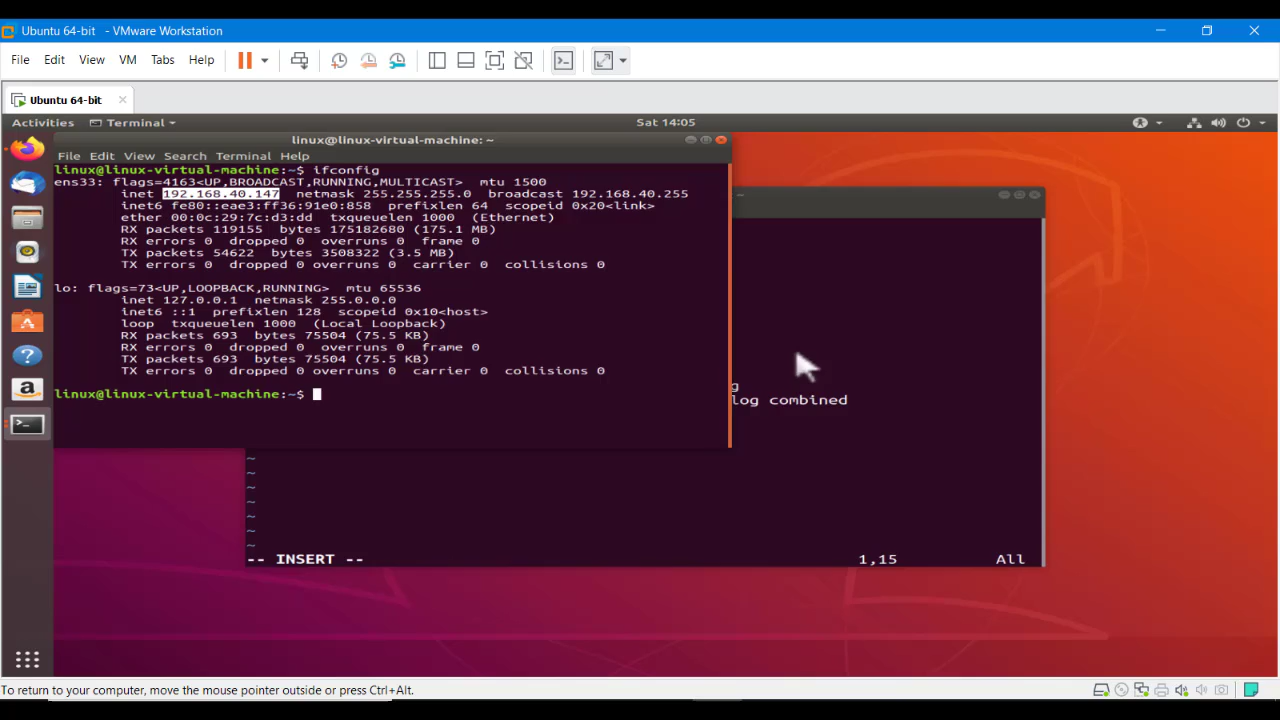 Ubuntu 64-bit - VMware Workstation
File Edit View VM Tabs Help
Ubuntu 64-bit
Activities Terminal Sat 14:05
linux@linux-virtual-machine: ~
File Edit View Search Terminal Help
linux@linux-virtual-machine:~$ ifconfig
ens33: flags=4163<UP,BROADCAST,RUNNING,MULTICAST> mtu 1500
inet 192.168.40.147 netmask 255.255.255.0 broadcast 192.168.40.255
inet6 fe80::eae3:ff36:91e0:858 prefixlen 64 scopeid 0x20<link>
ether 00:0c:29:7c:d3:dd txqueuelen 1000 (Ethernet)
RX packets 119155 bytes 175182680 (175.1 MB)
RX errors 0 dropped 0 overruns 0 frame 0
TX packets 54622 bytes 3508322 (3.5 MB)
TX errors 0 dropped 0 overruns 0 carrier 0 collisions 0
lo: flags=73<UP,LOOPBACK,RUNNING> mtu 65536
inet 127.0.0.1 netmask 255.0.0.0
inet6 ::1 prefixlen 128 scopeid 0x10<host>
loop txqueuelen 1000 (Local Loopback)
RX packets 693 bytes 75504 (75.5 KB)
RX errors 0 dropped 0 overruns 0 frame 0
TX packets 693 bytes 75504 (75.5 KB)
TX errors 0 dropped 0 overruns 0 carrier 0 collisions 0
linux@linux-virtual-machine:~$
~
g
log combined
~
~
~
~
~
~
~
-- INSERT -- 1,15 All
To return to your computer, move the mouse pointer outside or press Ctrl+Alt.